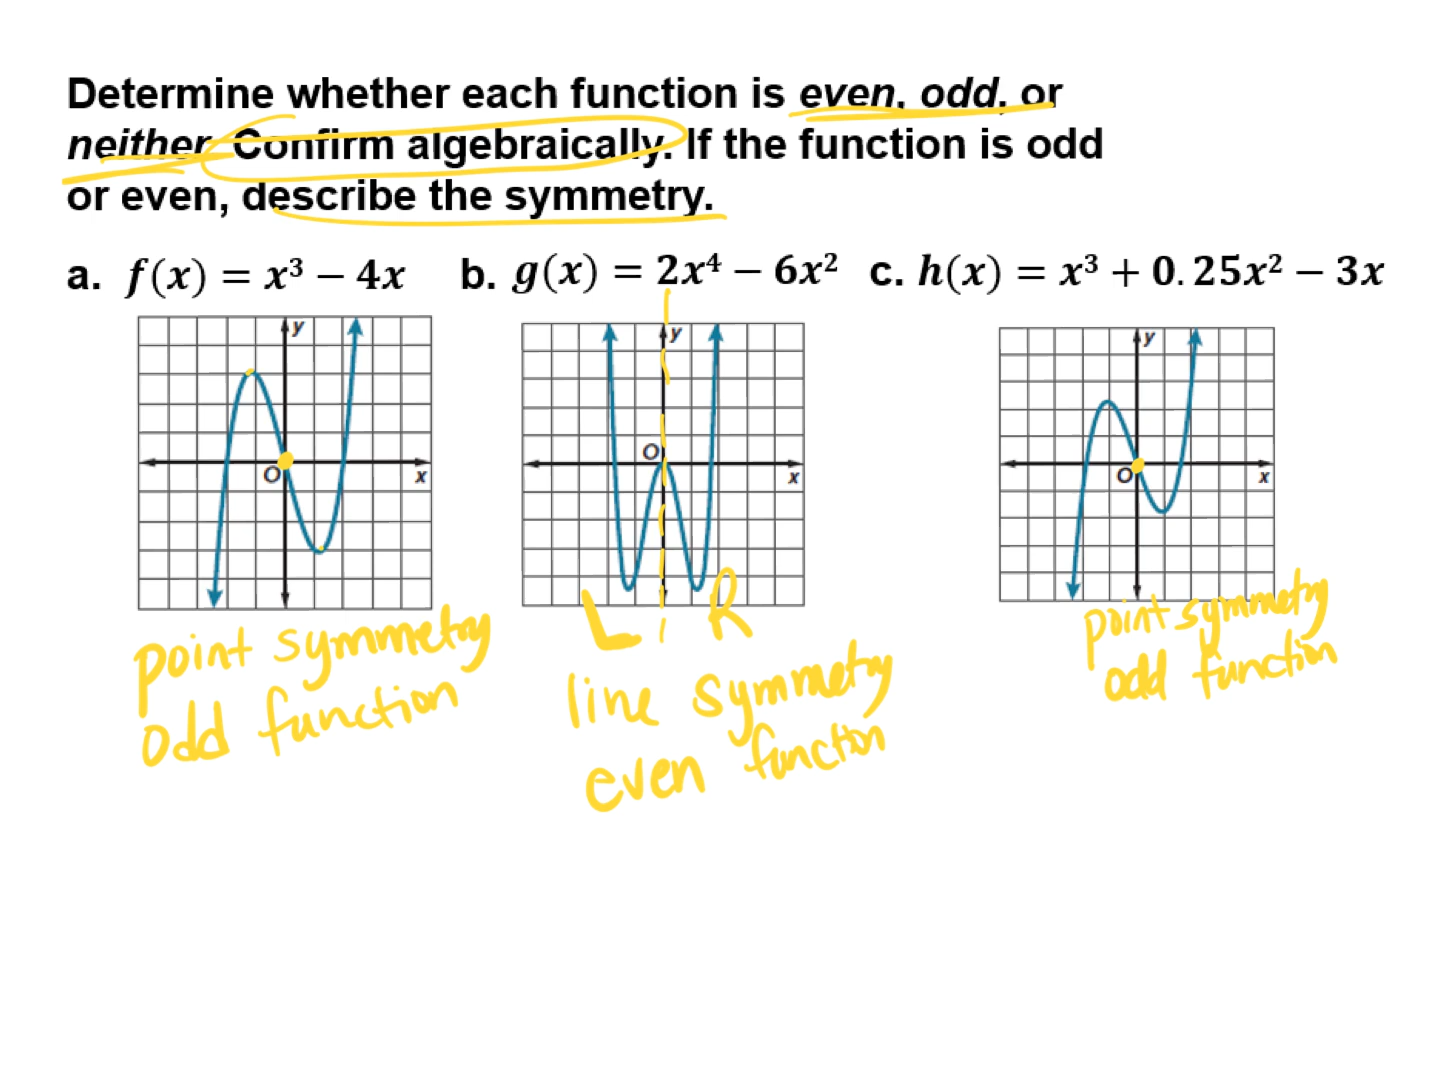 Determine whether each function is even, odd, or
neither. Confirm algebraically. If the function is odd
or even, describe the symmetry.
a. f(x) = x³ – 4x b. g(x) = 2x⁴ – 6x² c. h(x) = x³ + 0.25x² – 3x
y
O
x
y
O
x
y
O
x
point symmetry
odd function
L R
line symmetry
even function
point symmetry
odd function